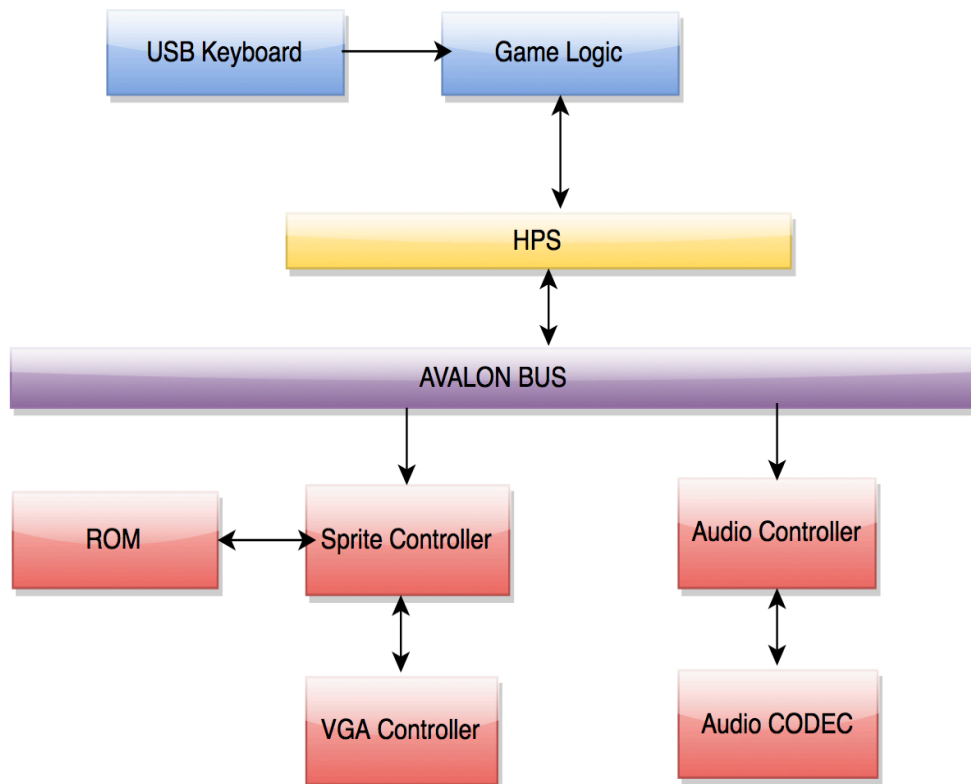 USB Keyboard
Game Logic
HPS
AVALON BUS
ROM
Sprite Controller
Audio Controller
VGA Controller
Audio CODEC